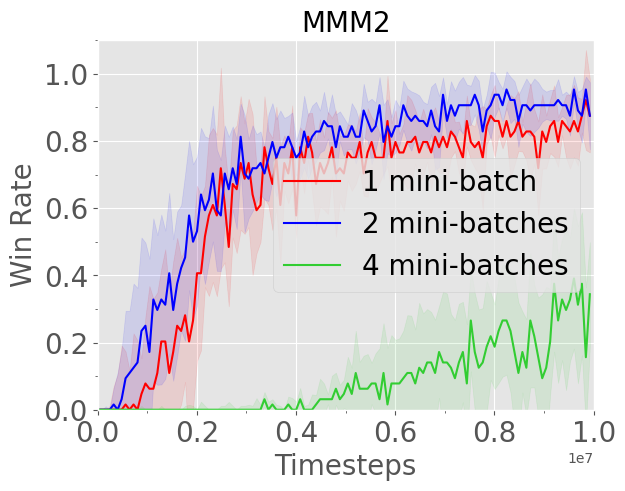 MMM2
1.0
0.8
0.6
0.4
0.2
0.0
Win Rate
1 mini-batch
2 mini-batches
4 mini-batches
0.0 0.2 0.4 0.6 0.8 1.0
1e7
Timesteps